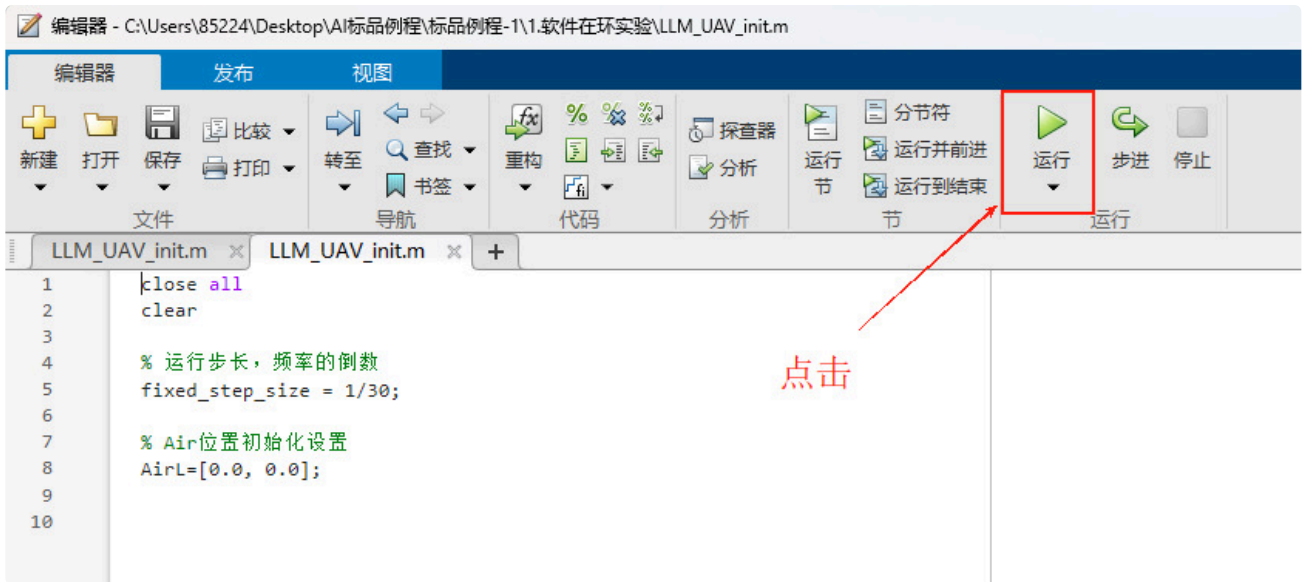 编辑器 - C:\Users\85224\Desktop\AI标品例程\标品例程-1\1.软件在环实验\LLM_UAV_init.m
编辑器 发布 视图
新建 打开 保存 比较 打印
文件
转至 查找 书签
导航
fx
重构
fi
代码
探查器
分析
分析
运行节
分节符
运行并前进
运行到结束
节
运行 步进 停止
运行
LLM_UAV_init.m × LLM_UAV_init.m × +
1 close all
2 clear
3
4 % 运行步长，频率的倒数
5 fixed_step_size = 1/30;
6
7 % Air位置初始化设置
8 AirL=[0.0, 0.0];
9
10
点击